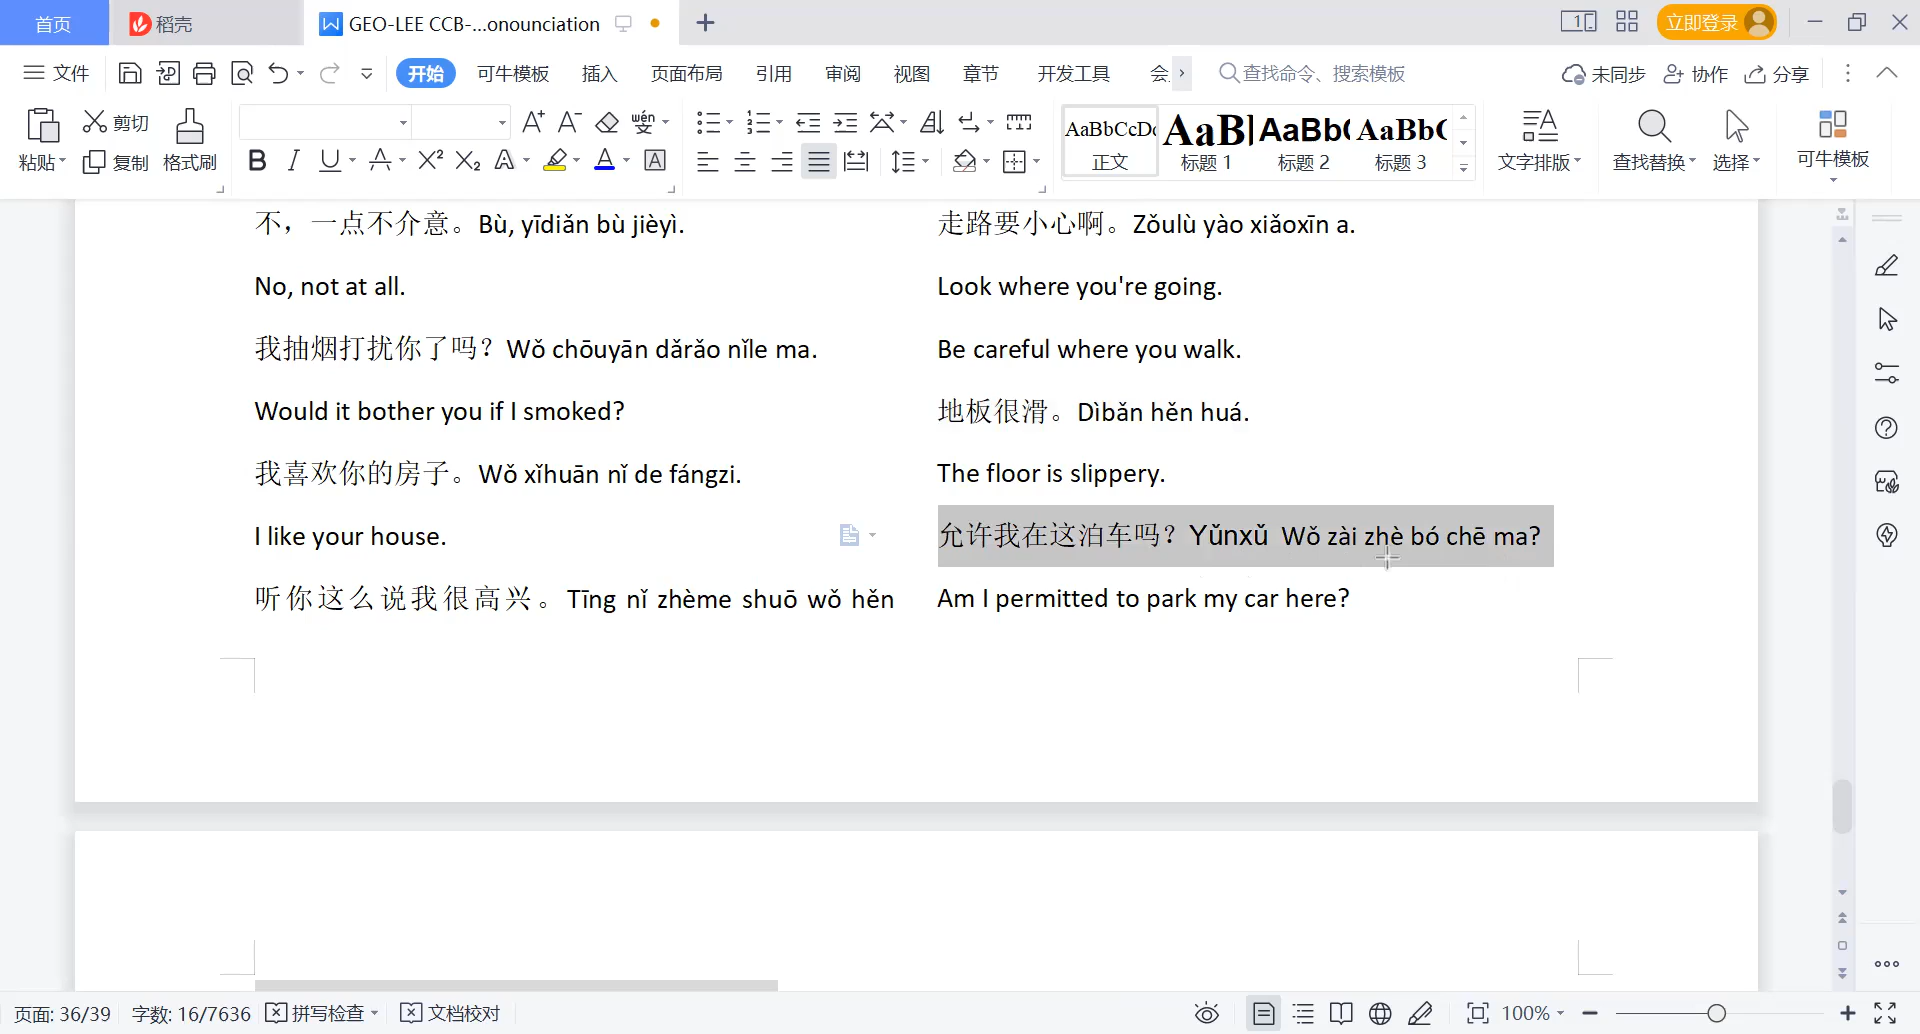 首页
稻壳
GEO-LEE CCB-...onounciation
立即登录
文件
开始
可牛模板
插入
页面布局
引用
审阅
视图
章节
开发工具
会
查找命令、搜索模板
未同步
协作
分享
粘贴
剪切
复制
格式刷
AaBbCcDd
正文
AaBl
标题 1
AaBb(
标题 2
AaBb(
标题 3
文字排版
查找替换
选择
可牛模板
不，一点不介意。Bù, yīdiǎn bù jièyì.
No, not at all.
我抽烟打扰你了吗？Wǒ chōuyān dǎrǎo nǐle ma.
Would it bother you if I smoked?
我喜欢你的房子。Wǒ xǐhuān nǐ de fángzi.
I like your house.
听你这么说我很高兴。Tīng nǐ zhème shuō wǒ hěn
走路要小心啊。Zǒulù yào xiǎoxīn a.
Look where you're going.
Be careful where you walk.
地板很滑。Dìbǎn hěn huá.
The floor is slippery.
允许我在这泊车吗？Yǔnxǔ Wǒ zài zhè bó chē ma?
Am I permitted to park my car here?
页面: 36/39
字数: 16/7636
拼写检查
文档校对
100%